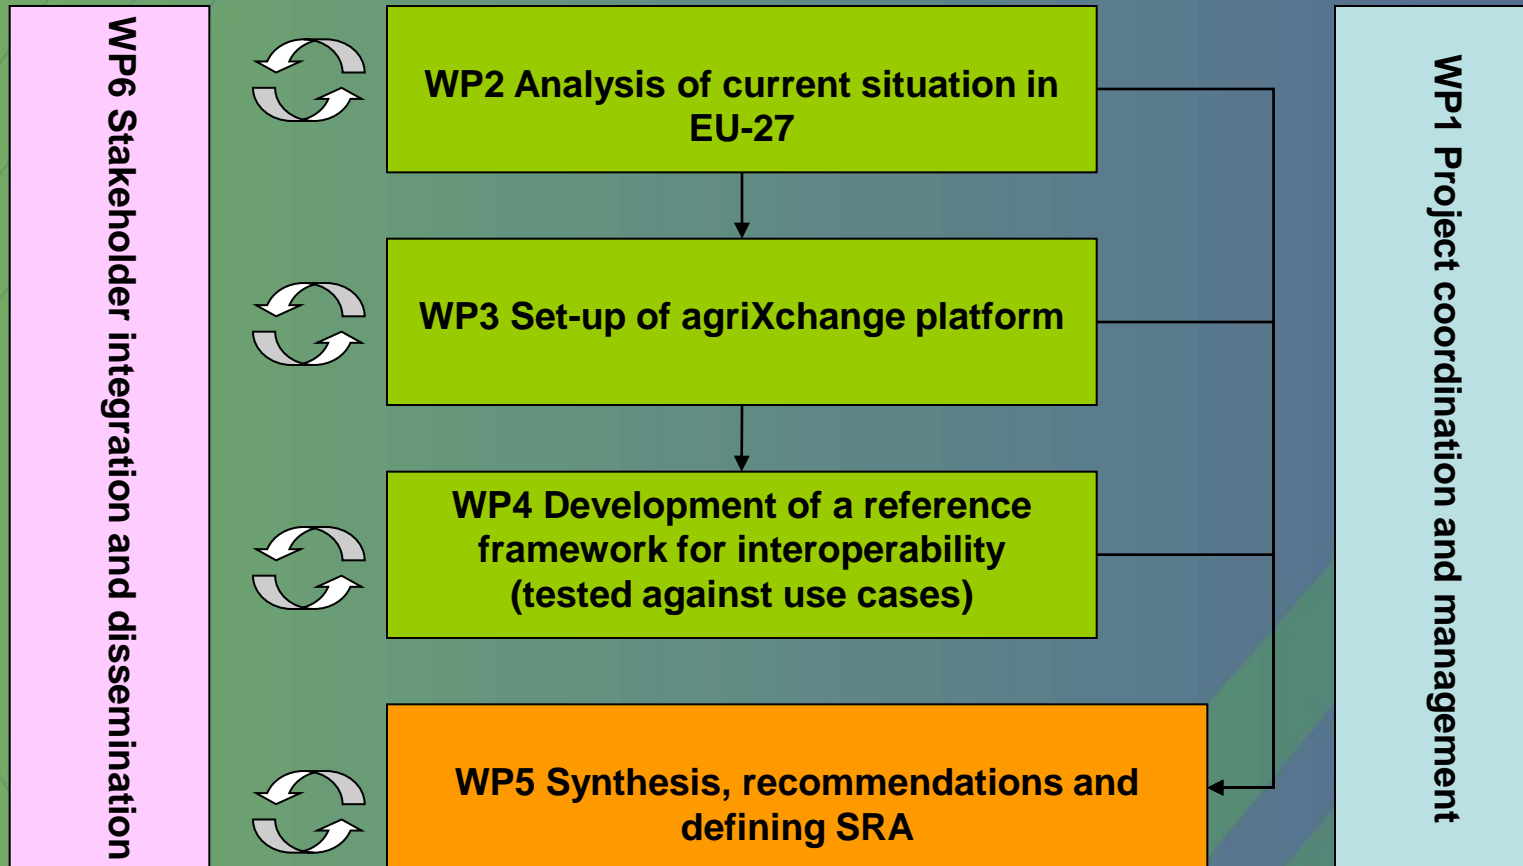 WP6 Stakeholder integration and dissemination
WP2 Analysis of current situation in
EU-27
WP3 Set-up of agriXchange platform
WP4 Development of a reference
framework for interoperability
(tested against use cases)
WP5 Synthesis, recommendations and
defining SRA
WP1 Project coordination and management